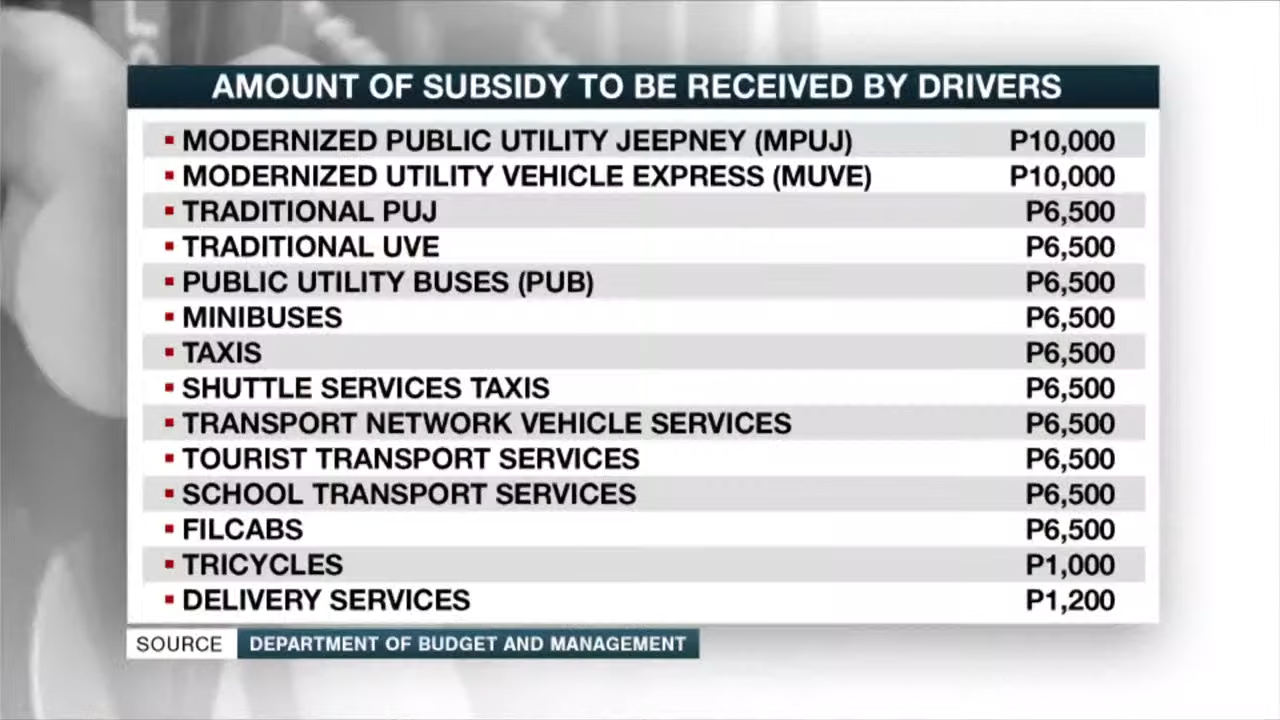 AMOUNT OF SUBSIDY TO BE RECEIVED BY DRIVERS
▪ MODERNIZED PUBLIC UTILITY JEEPNEY (MPUJ) P10,000
▪ MODERNIZED UTILITY VEHICLE EXPRESS (MUVE) P10,000
▪ TRADITIONAL PUJ P6,500
▪ TRADITIONAL UVE P6,500
▪ PUBLIC UTILITY BUSES (PUB) P6,500
▪ MINIBUSES P6,500
▪ TAXIS P6,500
▪ SHUTTLE SERVICES TAXIS P6,500
▪ TRANSPORT NETWORK VEHICLE SERVICES P6,500
▪ TOURIST TRANSPORT SERVICES P6,500
▪ SCHOOL TRANSPORT SERVICES P6,500
▪ FILCABS P6,500
▪ TRICYCLES P1,000
▪ DELIVERY SERVICES P1,200
SOURCE DEPARTMENT OF BUDGET AND MANAGEMENT